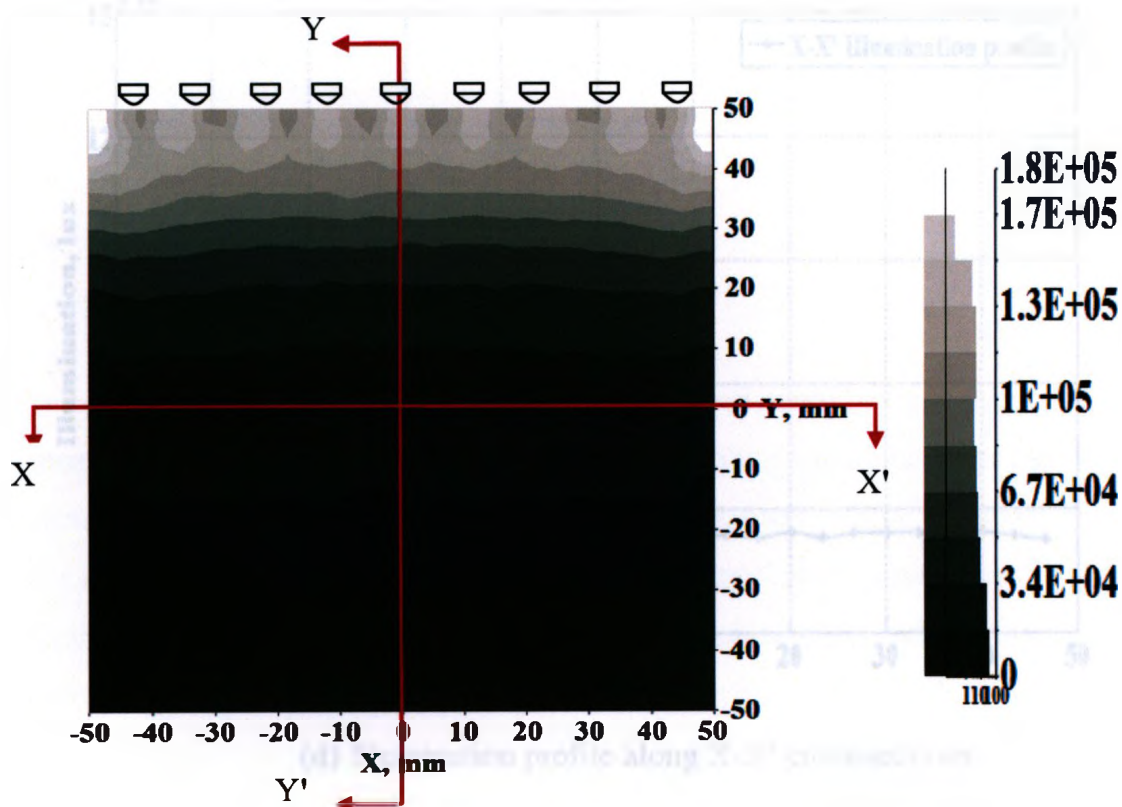 Y
50
40
30
20
10
0 Y, mm
-10
-20
-30
-40
-50
X
X'
-50 -40 -30 -20 -10 0 10 20 30 40 50
X, mm
Y'
1.8E+05
1.7E+05
1.3E+05
1E+05
6.7E+04
3.4E+04
0
X-X' Illumination profile
Illumination, lux
20 30 50
profile along X-X'